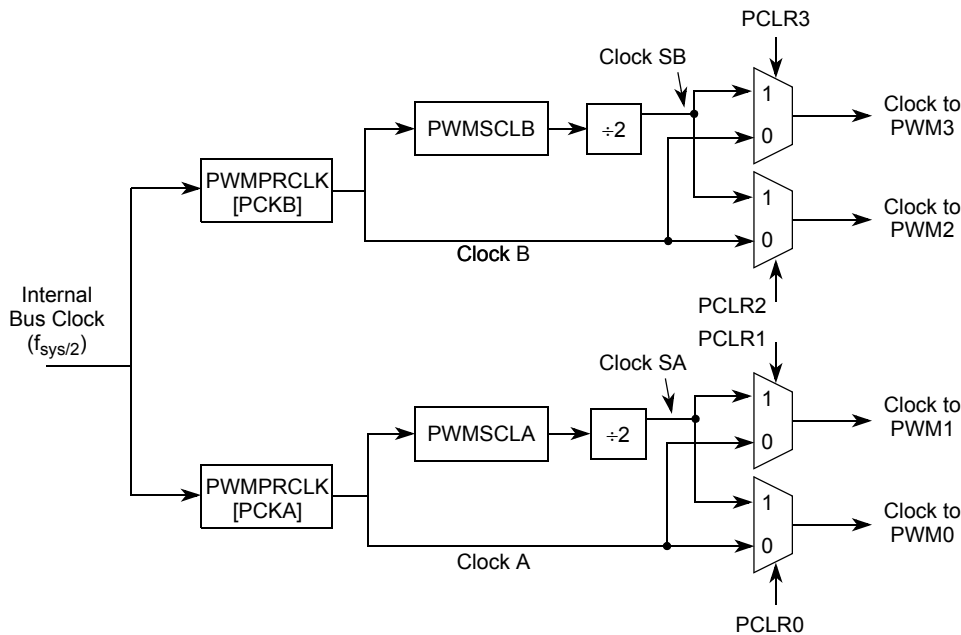 PCLR3
Clock SB
PWMSCLB
÷2
1
0
Clock to
PWM3
PWMPRCLK
[PCKB]
1
0
Clock to
PWM2
Clock B
PCLR2
Internal
Bus Clock
(fsys/2)
PCLR1
Clock SA
PWMSCLA
÷2
1
0
Clock to
PWM1
PWMPRCLK
[PCKA]
1
0
Clock to
PWM0
Clock A
PCLR0